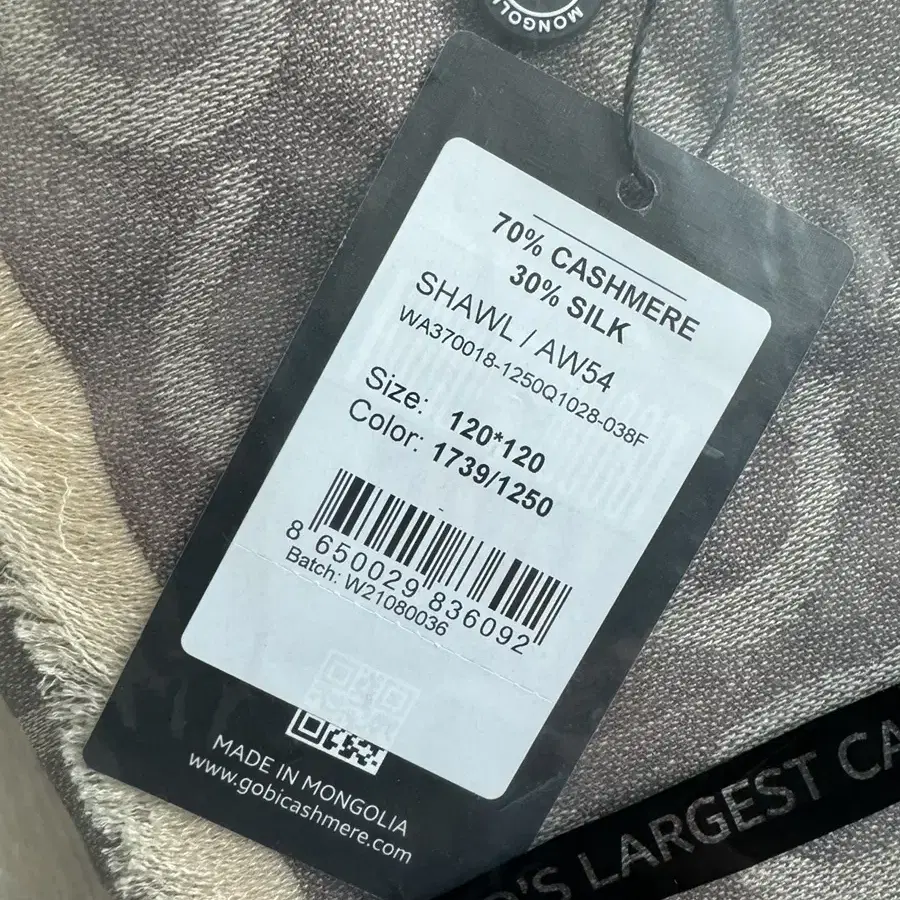 MONGOLI
70% CASHMERE
30% SILK
SHAWL / AW54
WA370018-1250Q1028-038F
Size: 120*120
Color: 1739/1250
8 650029 836092
Batch: W21080036
MADE IN MONGOLIA
www.gobicashmere.com
'S LARGEST CA